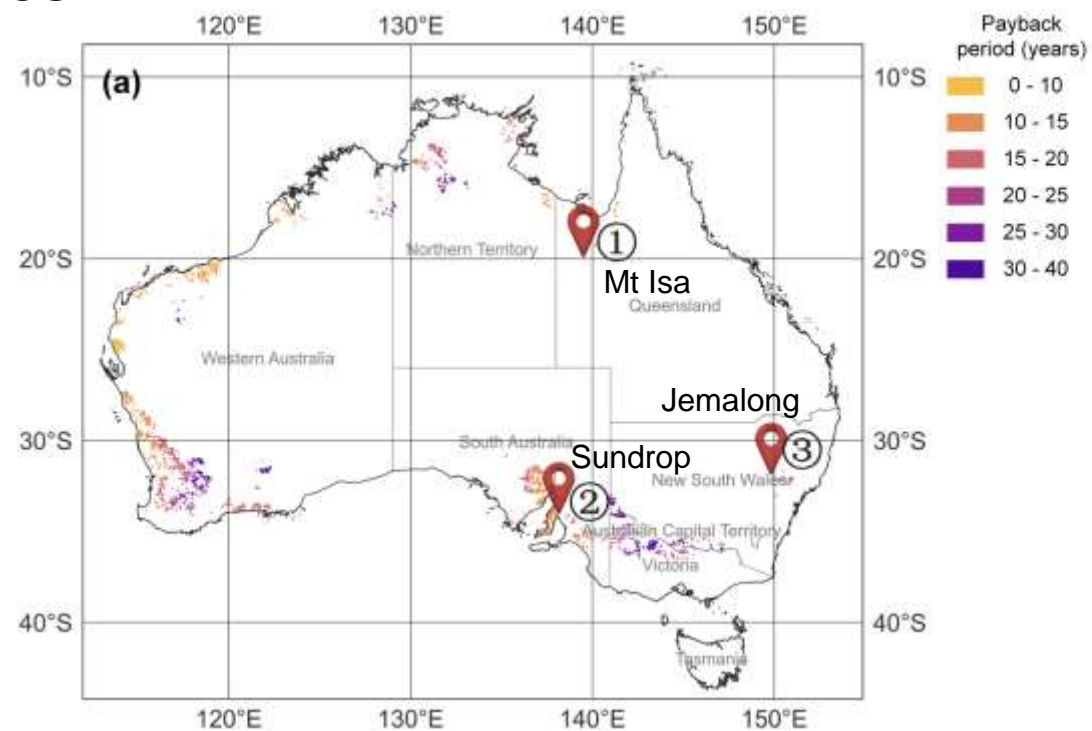 120°E 130°E 140°E 150°E
Payback
period (years)
0 - 10
10 - 15
15 - 20
20 - 25
25 - 30
30 - 40
10°S 10°S
(a)
Northern Territory
①
20°S 20°S
Mt Isa
Queensland
Western Australia
Jemalong
30°S 30°S
South Australia
Sundrop
③
New South Wales
②
Australian Capital Territory
Victoria
40°S 40°S
Tasmania
120°E 130°E 140°E 150°E